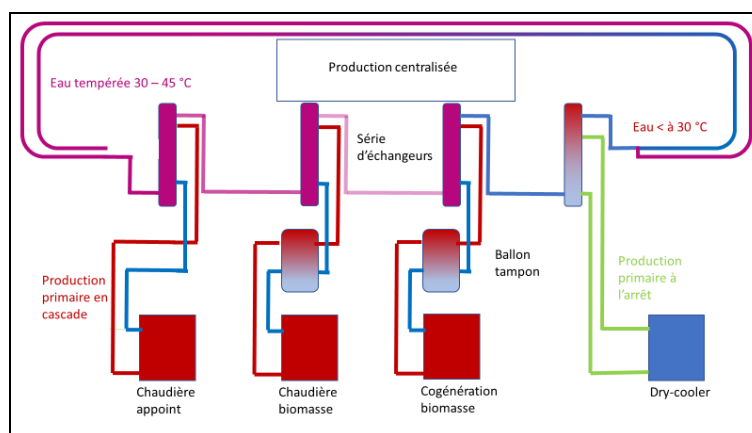 Production centralisée
Eau tempérée 30 – 45 °C
Série
d'échangeurs
Eau < à 30 °C
Production
primaire en
cascade
Ballon
tampon
Production
primaire à
l'arrêt
Chaudière
appoint
Chaudière
biomasse
Cogénération
biomasse
Dry-cooler